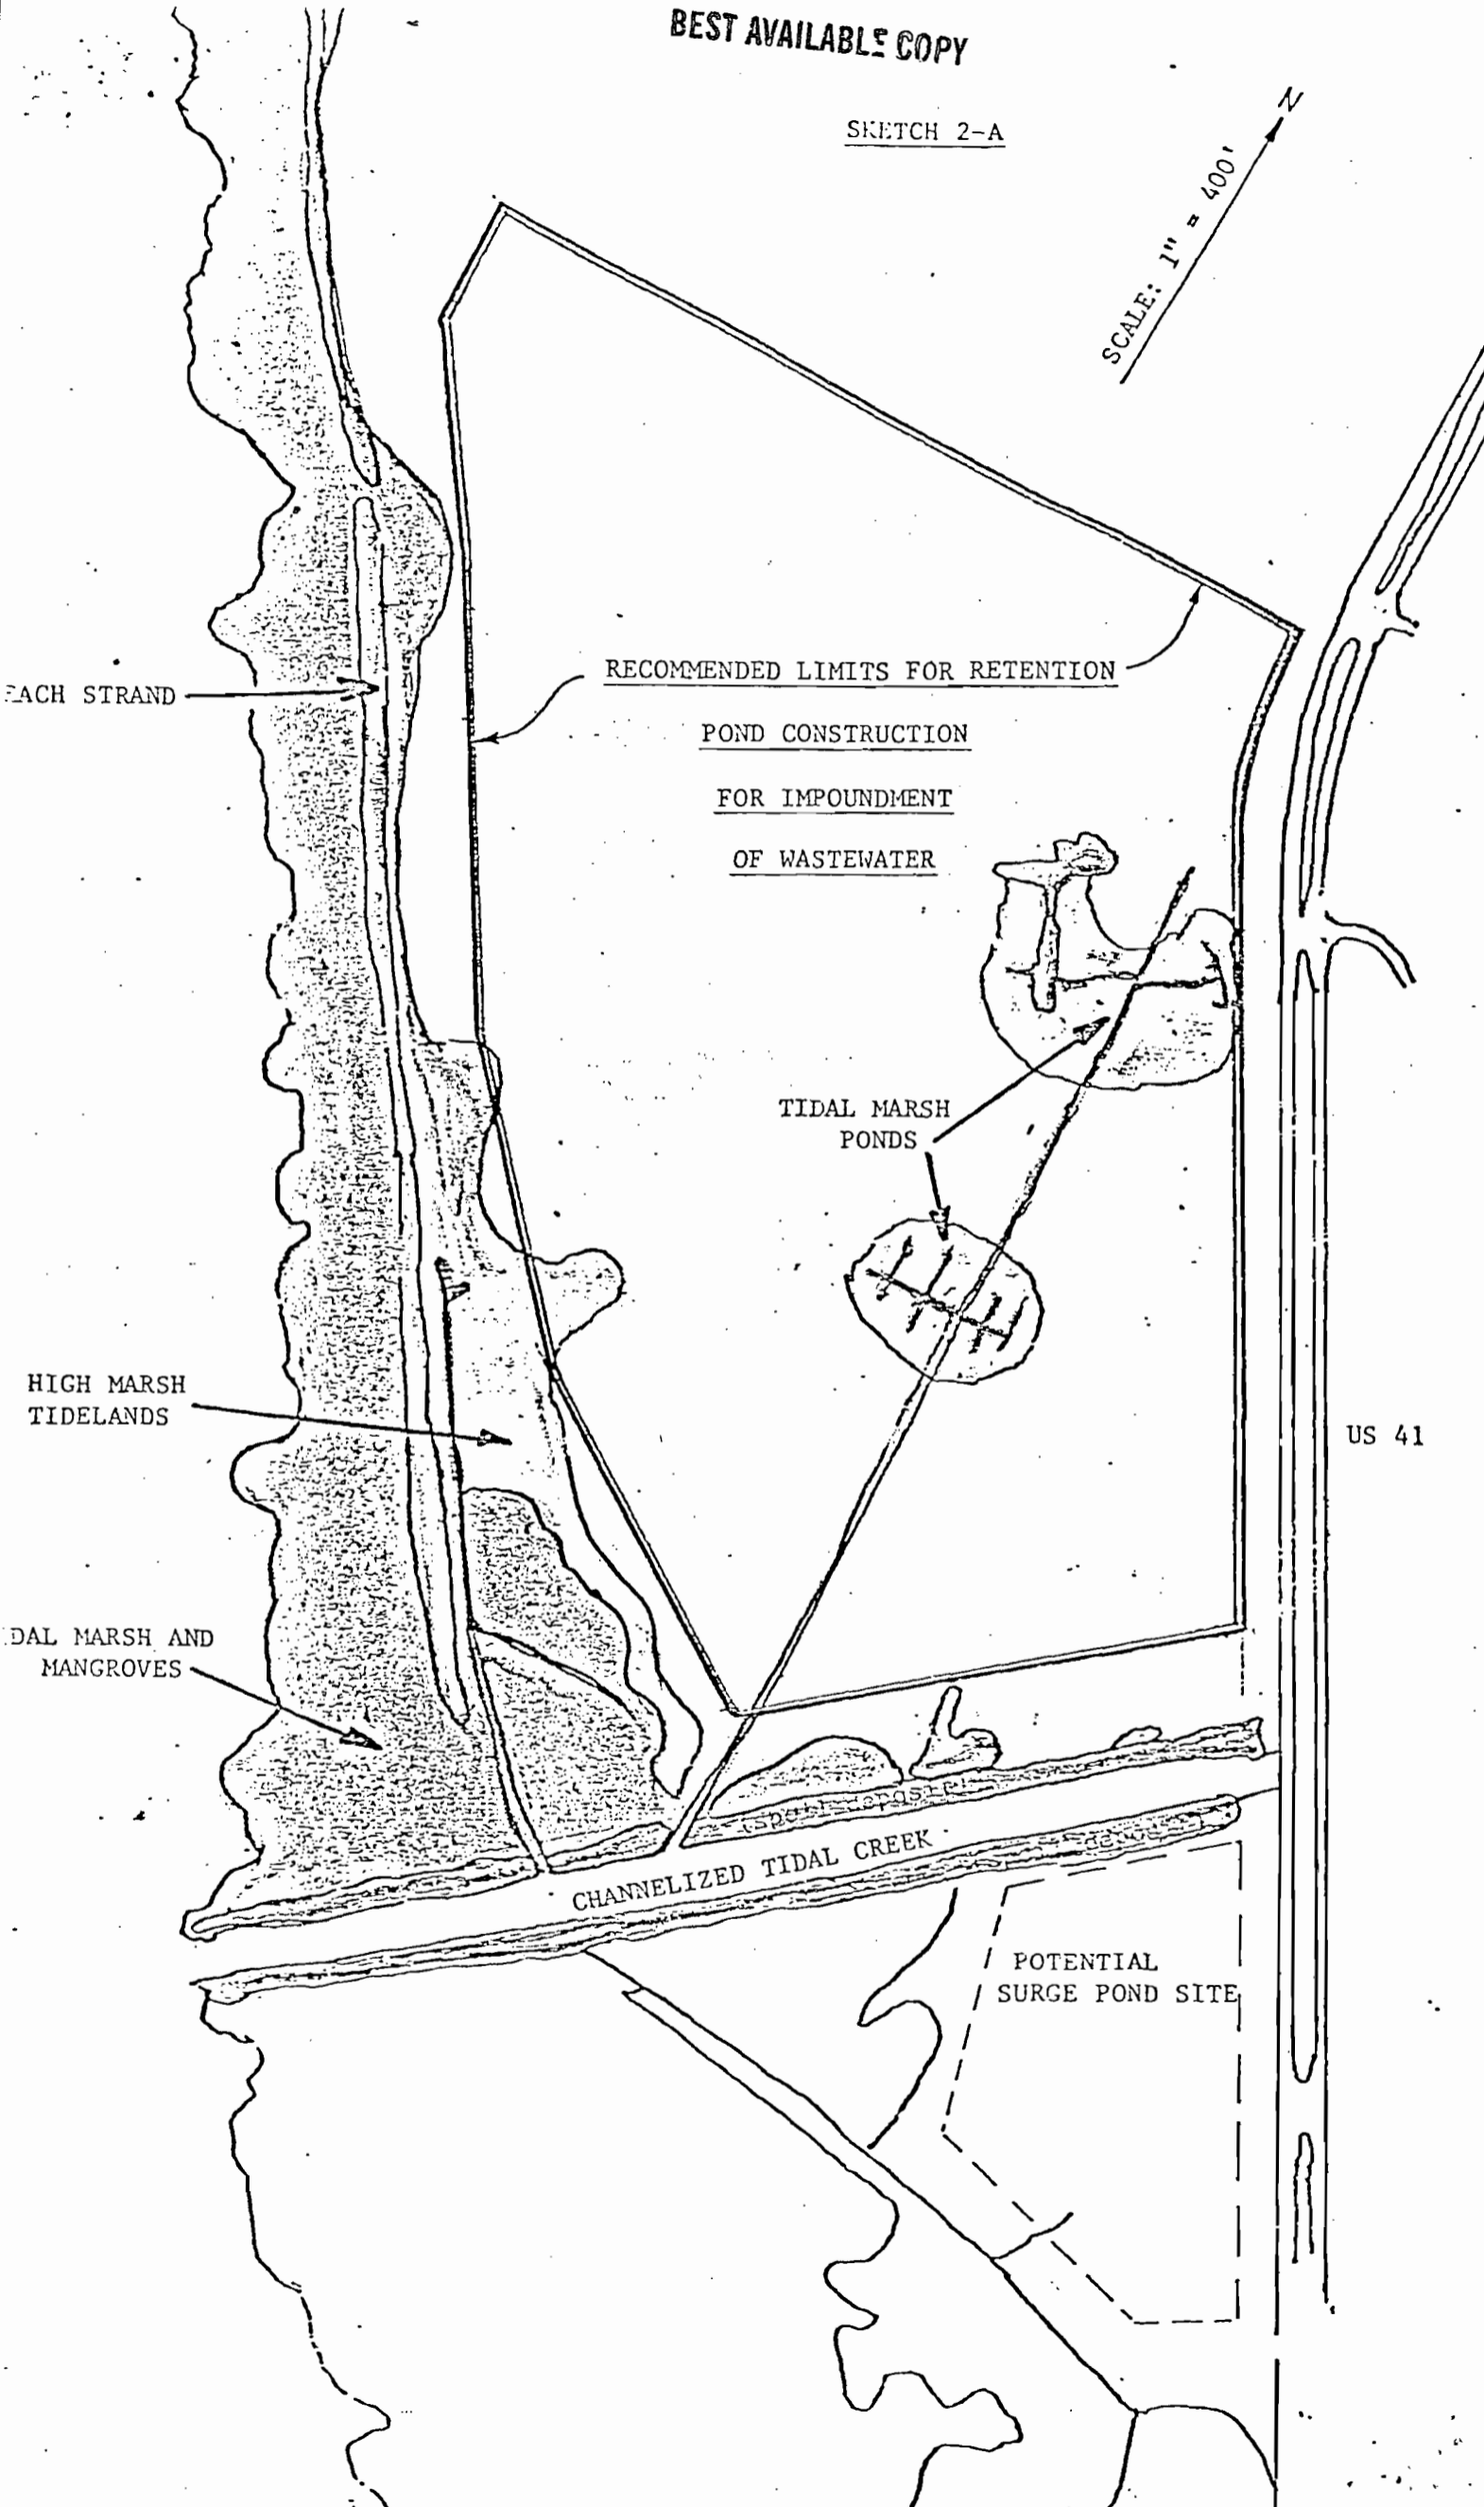 BEST AVAILABLE COPY
SKETCH 2-A
N
SCALE: 1" = 400'
RECOMMENDED LIMITS FOR RETENTION
POND CONSTRUCTION
FOR IMPOUNDMENT
OF WASTEWATER
EACH STRAND
TIDAL MARSH
PONDS
HIGH MARSH
TIDELANDS
US 41
DAL MARSH AND
MANGROVES
CHANNELIZED TIDAL CREEK
POTENTIAL
SURGE POND SITE